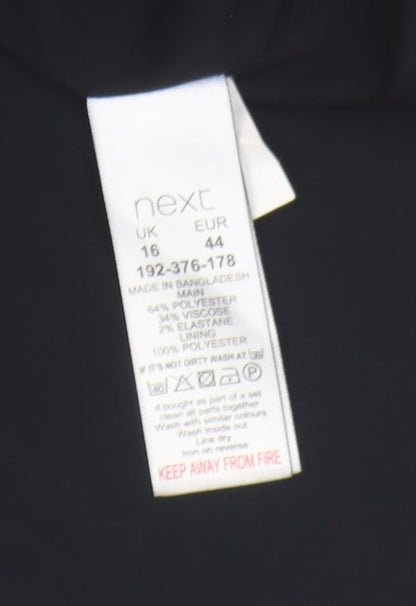 next
UK EUR
16 44
192-376-178
MADE IN BANGLADESH
MAIN
64% POLYESTER
34% VISCOSE
2% ELASTANE
LINING
100% POLYESTER
IF IT'S NOT DIRTY WASH AT 30
40 P
If bought as part of a set
clean all parts together
Wash with similar colours
Wash inside out
Line dry
Iron on reverse
KEEP AWAY FROM FIRE